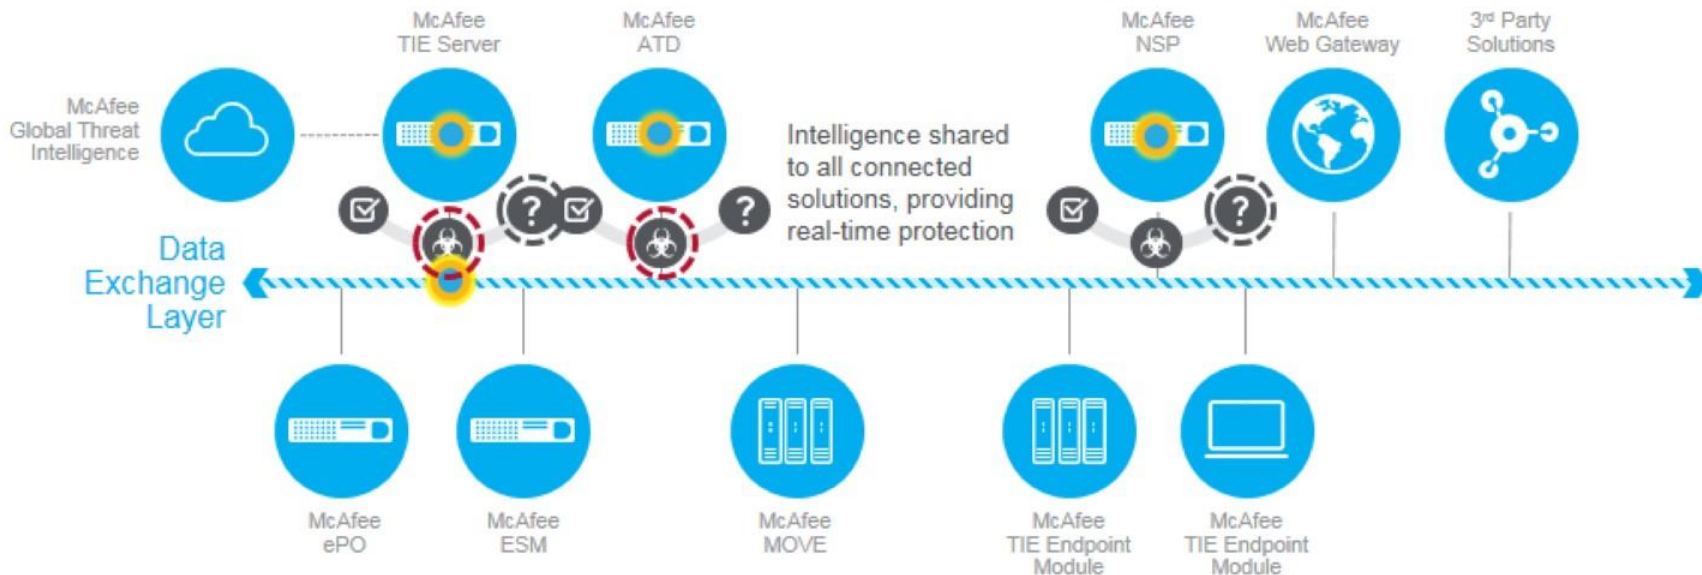 McAfee
TIE Server
McAfee
ATD
McAfee
NSP
McAfee
Web Gateway
3rd Party
Solutions
McAfee
Global Threat
Intelligence
Intelligence shared
to all connected
solutions, providing
real-time protection
?
?
?
Data
Exchange
Layer
McAfee
ePO
McAfee
ESM
McAfee
MOVE
McAfee
TIE Endpoint
Module
McAfee
TIE Endpoint
Module